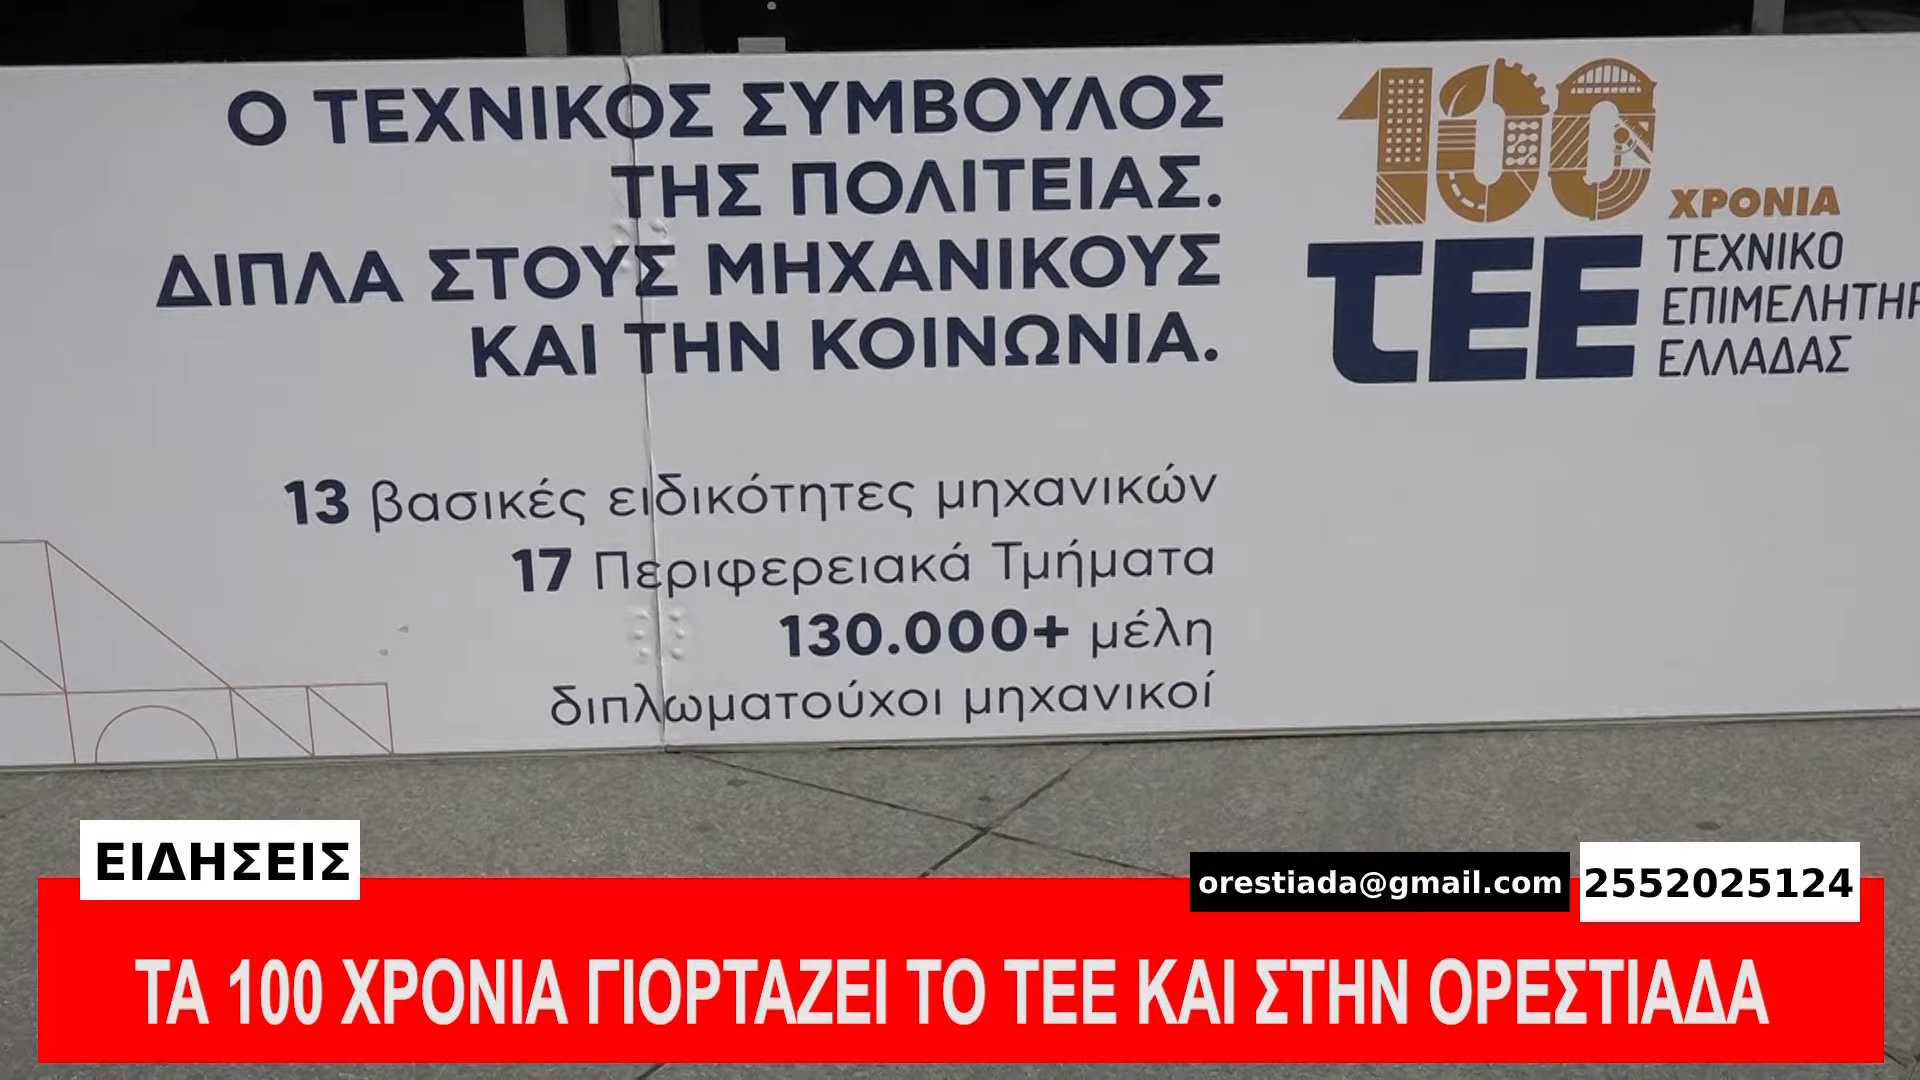 Ο ΤΕΧΝΙΚΟΣ ΣΥΜΒΟΥΛΟΣ
ΤΗΣ ΠΟΛΙΤΕΙΑΣ.
ΔΙΠΛΑ ΣΤΟΥΣ ΜΗΧΑΝΙΚΟΥΣ
ΚΑΙ ΤΗΝ ΚΟΙΝΩΝΙΑ.
100
ΧΡΟΝΙΑ
ΤΕΕ
ΤΕΧΝΙΚΟ
ΕΠΙΜΕΛΗΤΗΡ
ΕΛΛΑΔΑΣ
13 βασικές ειδικότητες μηχανικών
17 Περιφερειακά Τμήματα
130.000+ μέλη
διπλωματούχοι μηχανικοί
ΕΙΔΗΣΕΙΣ
orestiada@gmail.com
2552025124
ΤΑ 100 ΧΡΟΝΙΑ ΓΙΟΡΤΑΖΕΙ ΤΟ ΤΕΕ ΚΑΙ ΣΤΗΝ ΟΡΕΣΤΙΑΔΑ